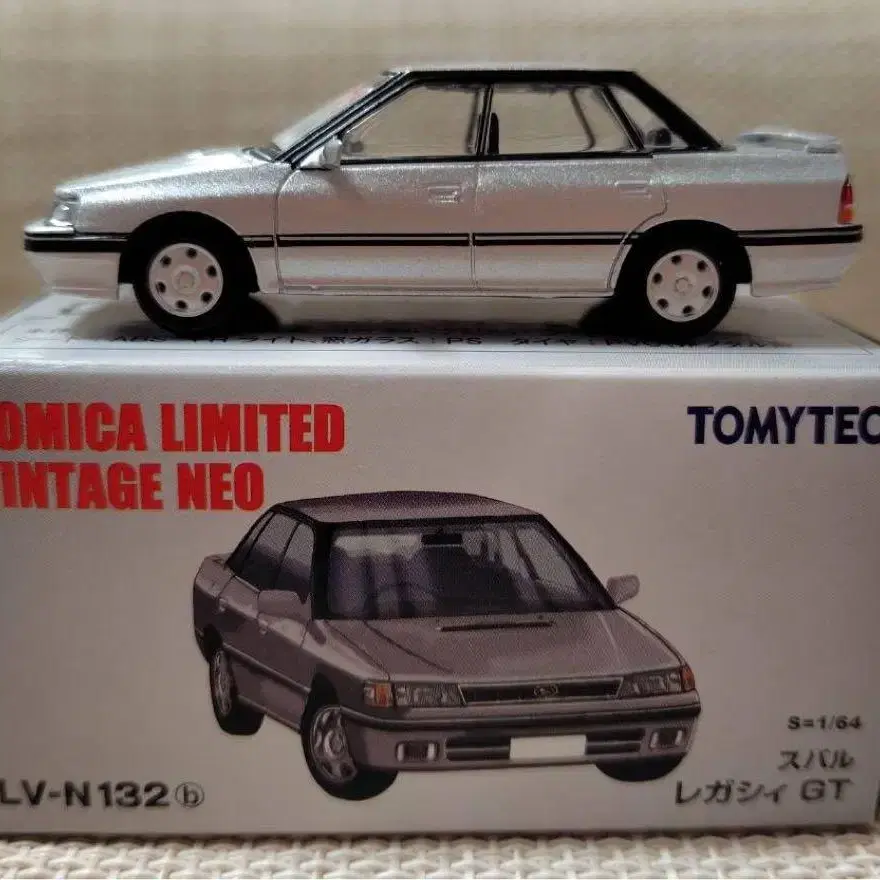 OMICA LIMITED
INTAGE NEO
TOMYTEC
S=1/64
スバル
レガシィ GT
LV-N132ⓑ